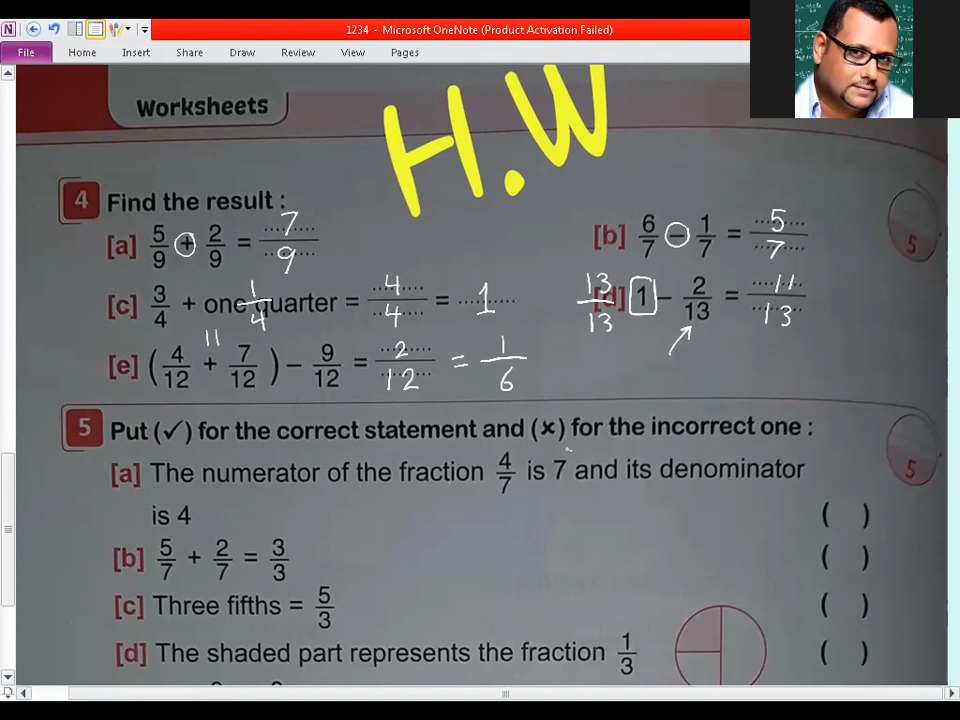 1234 - Microsoft OneNote (Product Activation Failed)
File Home Insert Share Draw Review View Pages
Worksheets
H.W
4 Find the result :
[a] 5/9 + 2/9 = 7/9
[b] 6/7 - 1/7 = 5/7
5
[c] 3/4 + one quarter 1/4 = 4/4 = 1
13/13 [d] 1 - 2/13 = 11/13
11
[e] (4/12 + 7/12) - 9/12 = 2/12 = 1/6
5 Put (✓) for the correct statement and (×) for the incorrect one :
5
[a] The numerator of the fraction 4/7 is 7 and its denominator
is 4 ( )
[b] 5/7 + 2/7 = 3/3 ( )
[c] Three fifths = 5/3 ( )
[d] The shaded part represents the fraction 1/3 ( )